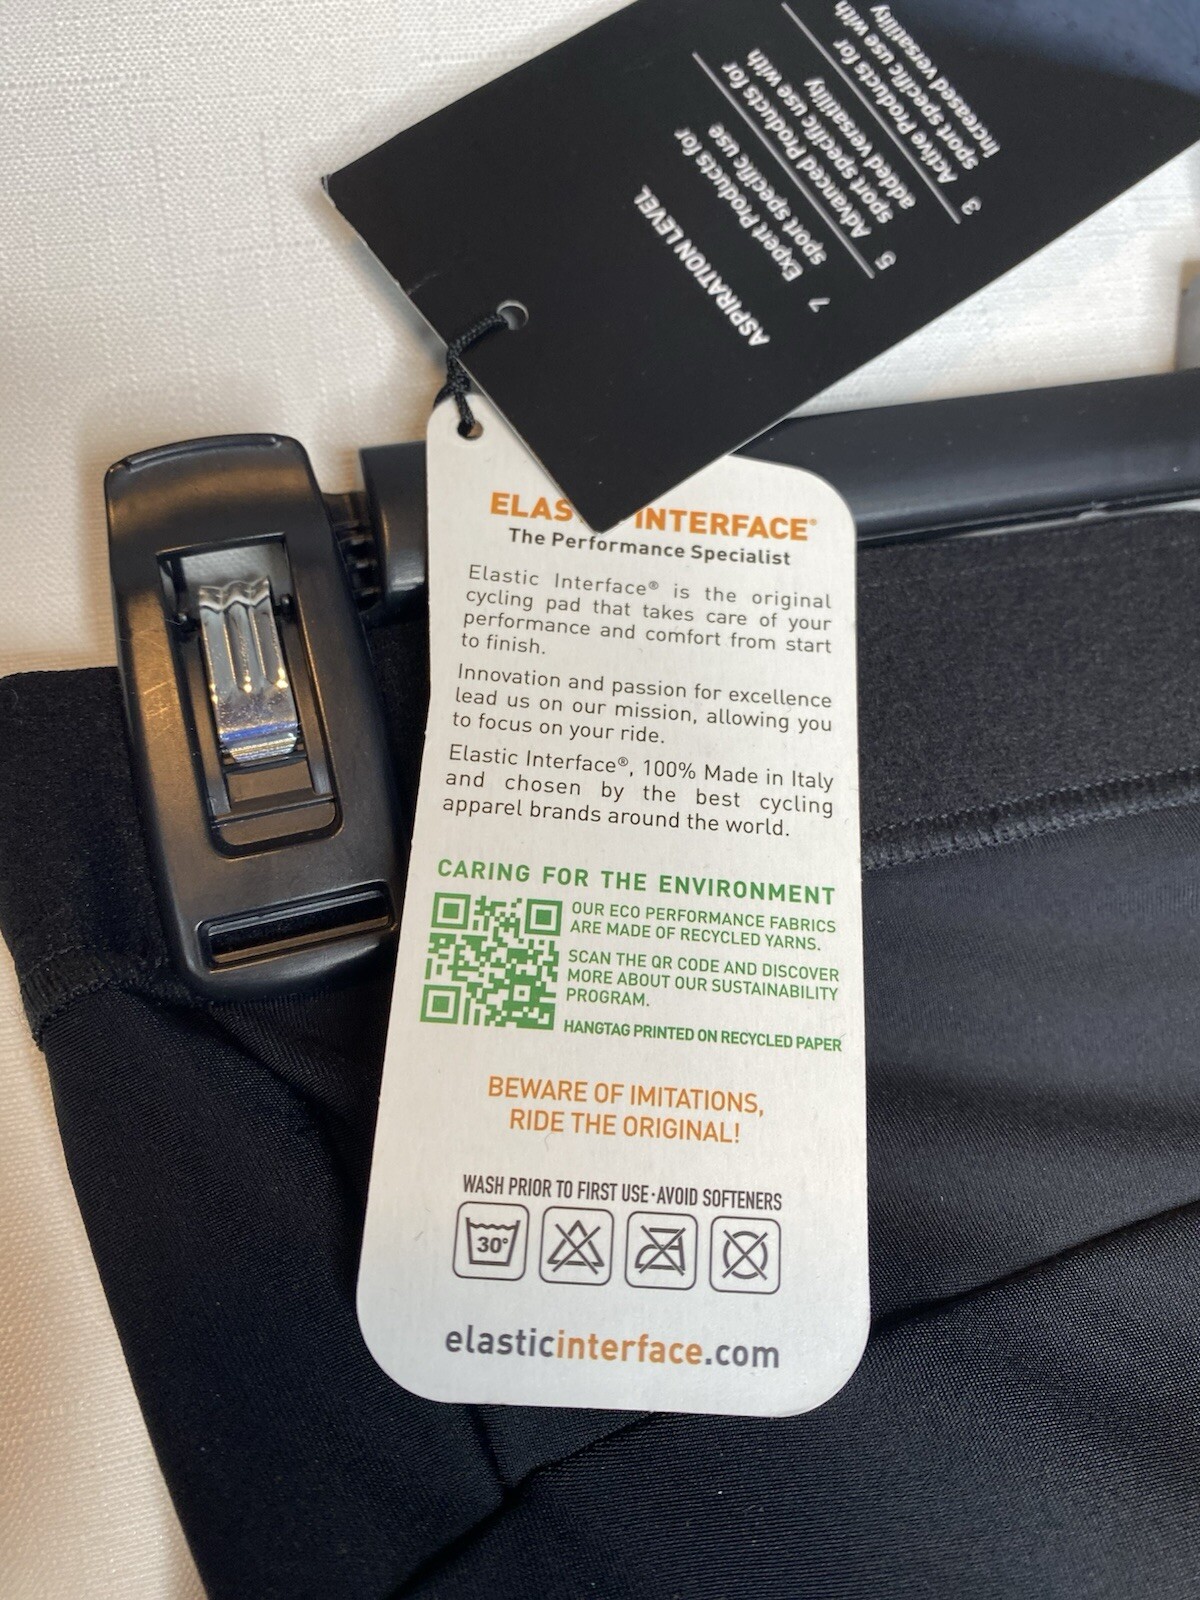 ASPIRATION LEVEL
7 Expert Products for
sport specific use
5 Advanced Products for
sport specific use with
added versatility
3 Active Products for
sport specific use with
increased versatility
ELAS INTERFACE®
The Performance Specialist
Elastic Interface® is the original
cycling pad that takes care of your
performance and comfort from start
to finish.
Innovation and passion for excellence
lead us on our mission, allowing you
to focus on your ride.
Elastic Interface®, 100% Made in Italy
and chosen by the best cycling
apparel brands around the world.
CARING FOR THE ENVIRONMENT
OUR ECO PERFORMANCE FABRICS
ARE MADE OF RECYCLED YARNS.
SCAN THE QR CODE AND DISCOVER
MORE ABOUT OUR SUSTAINABILITY
PROGRAM.
HANGTAG PRINTED ON RECYCLED PAPER
BEWARE OF IMITATIONS,
RIDE THE ORIGINAL!
WASH PRIOR TO FIRST USE·AVOID SOFTENERS
30°
elasticinterface.com